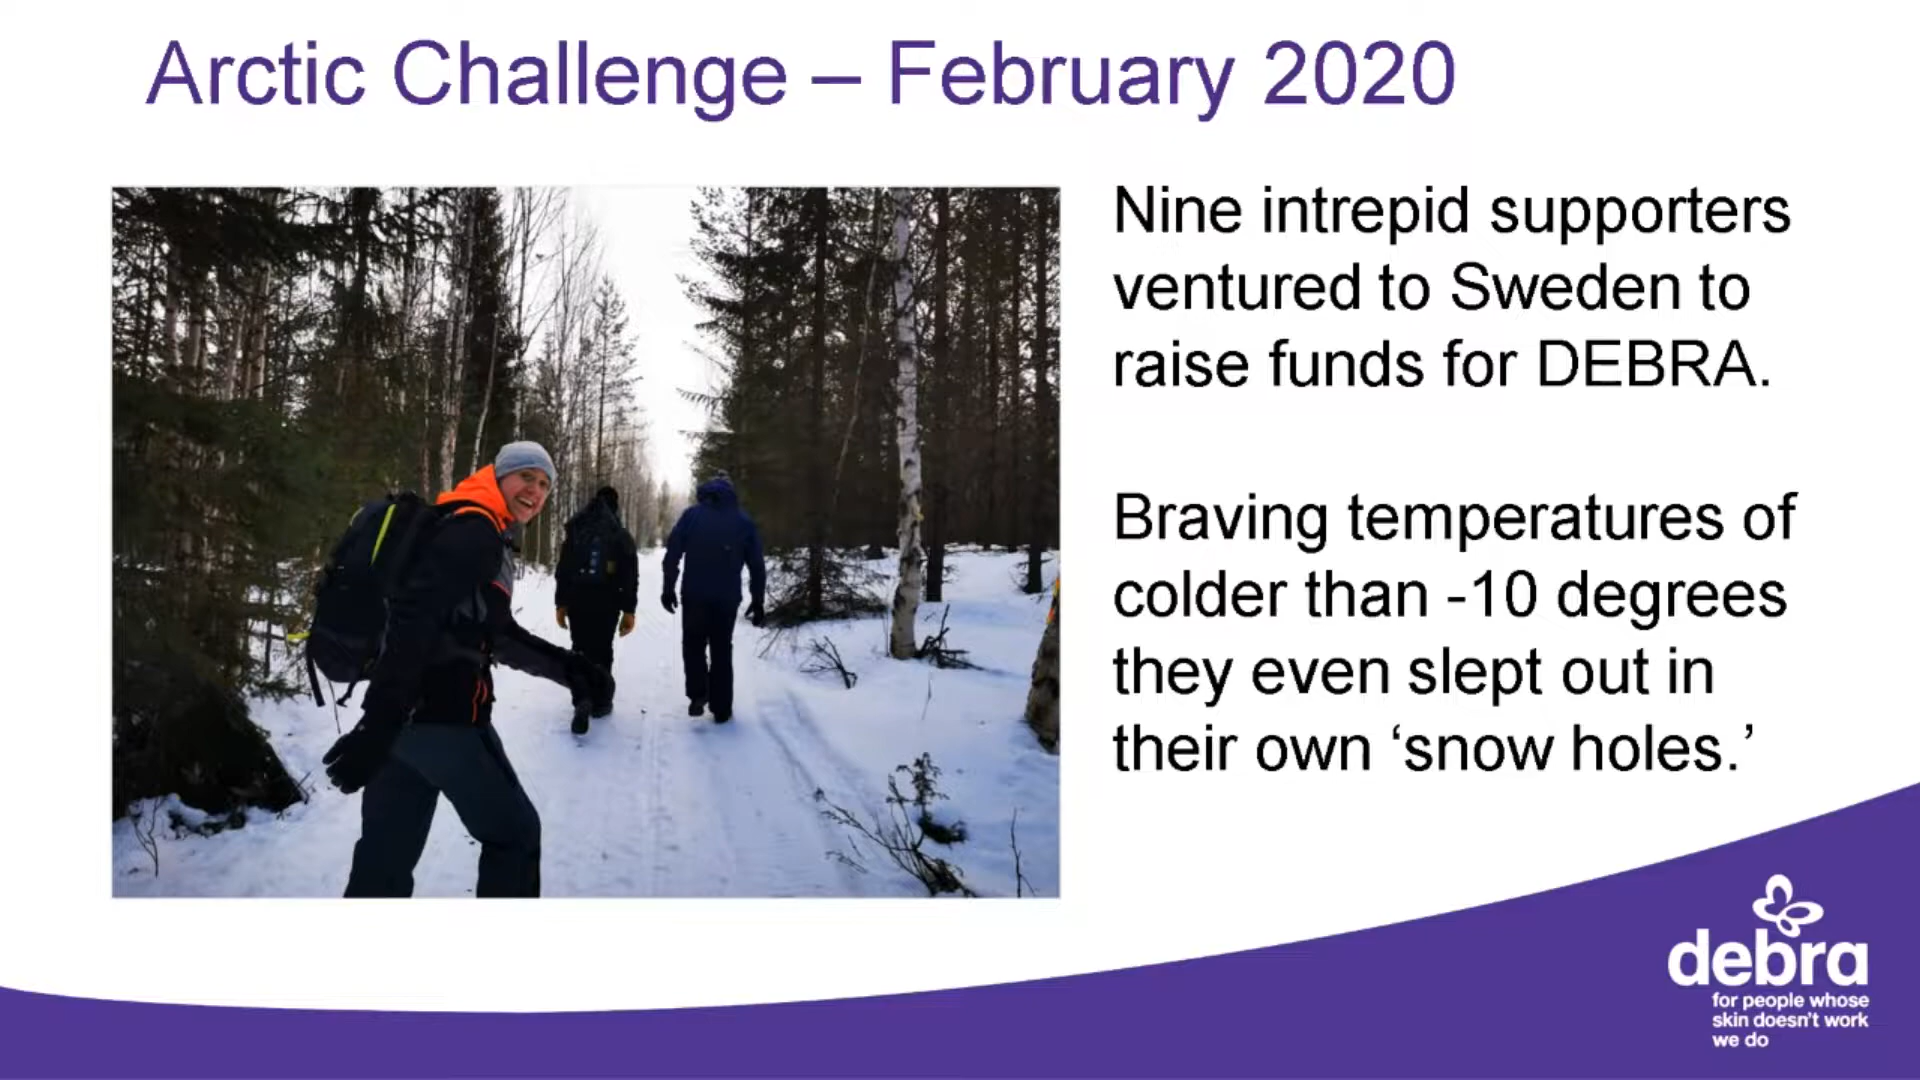 Arctic Challenge – February 2020
Nine intrepid supporters
ventured to Sweden to
raise funds for DEBRA.
Braving temperatures of
colder than -10 degrees
they even slept out in
their own ‘snow holes.’
debra
for people whose
skin doesn't work
we do